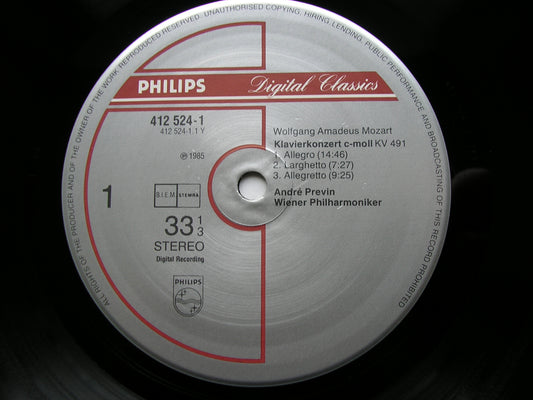 ALL RIGHTS OF THE PRODUCER AND OF THE OWNER OF THE WORK REPRODUCED RESERVED. UNAUTHORISED COPYING, HIRING, LENDING, PUBLIC PERFORMANCE AND BROADCASTING OF THIS RECORD PROHIBITED
PHILIPS
Digital Classics
412 524-1
412 524-1.1 Y
℗ 1985
1
B.I.E.M
STEMRA
33 1/3
STEREO
Digital Recording
PHILIPS
Wolfgang Amadeus Mozart
Klavierkonzert c-moll KV 491
1. Allegro (14:46)
2. Larghetto (7:27)
3. Allegretto (9:25)
André Previn
Wiener Philharmoniker